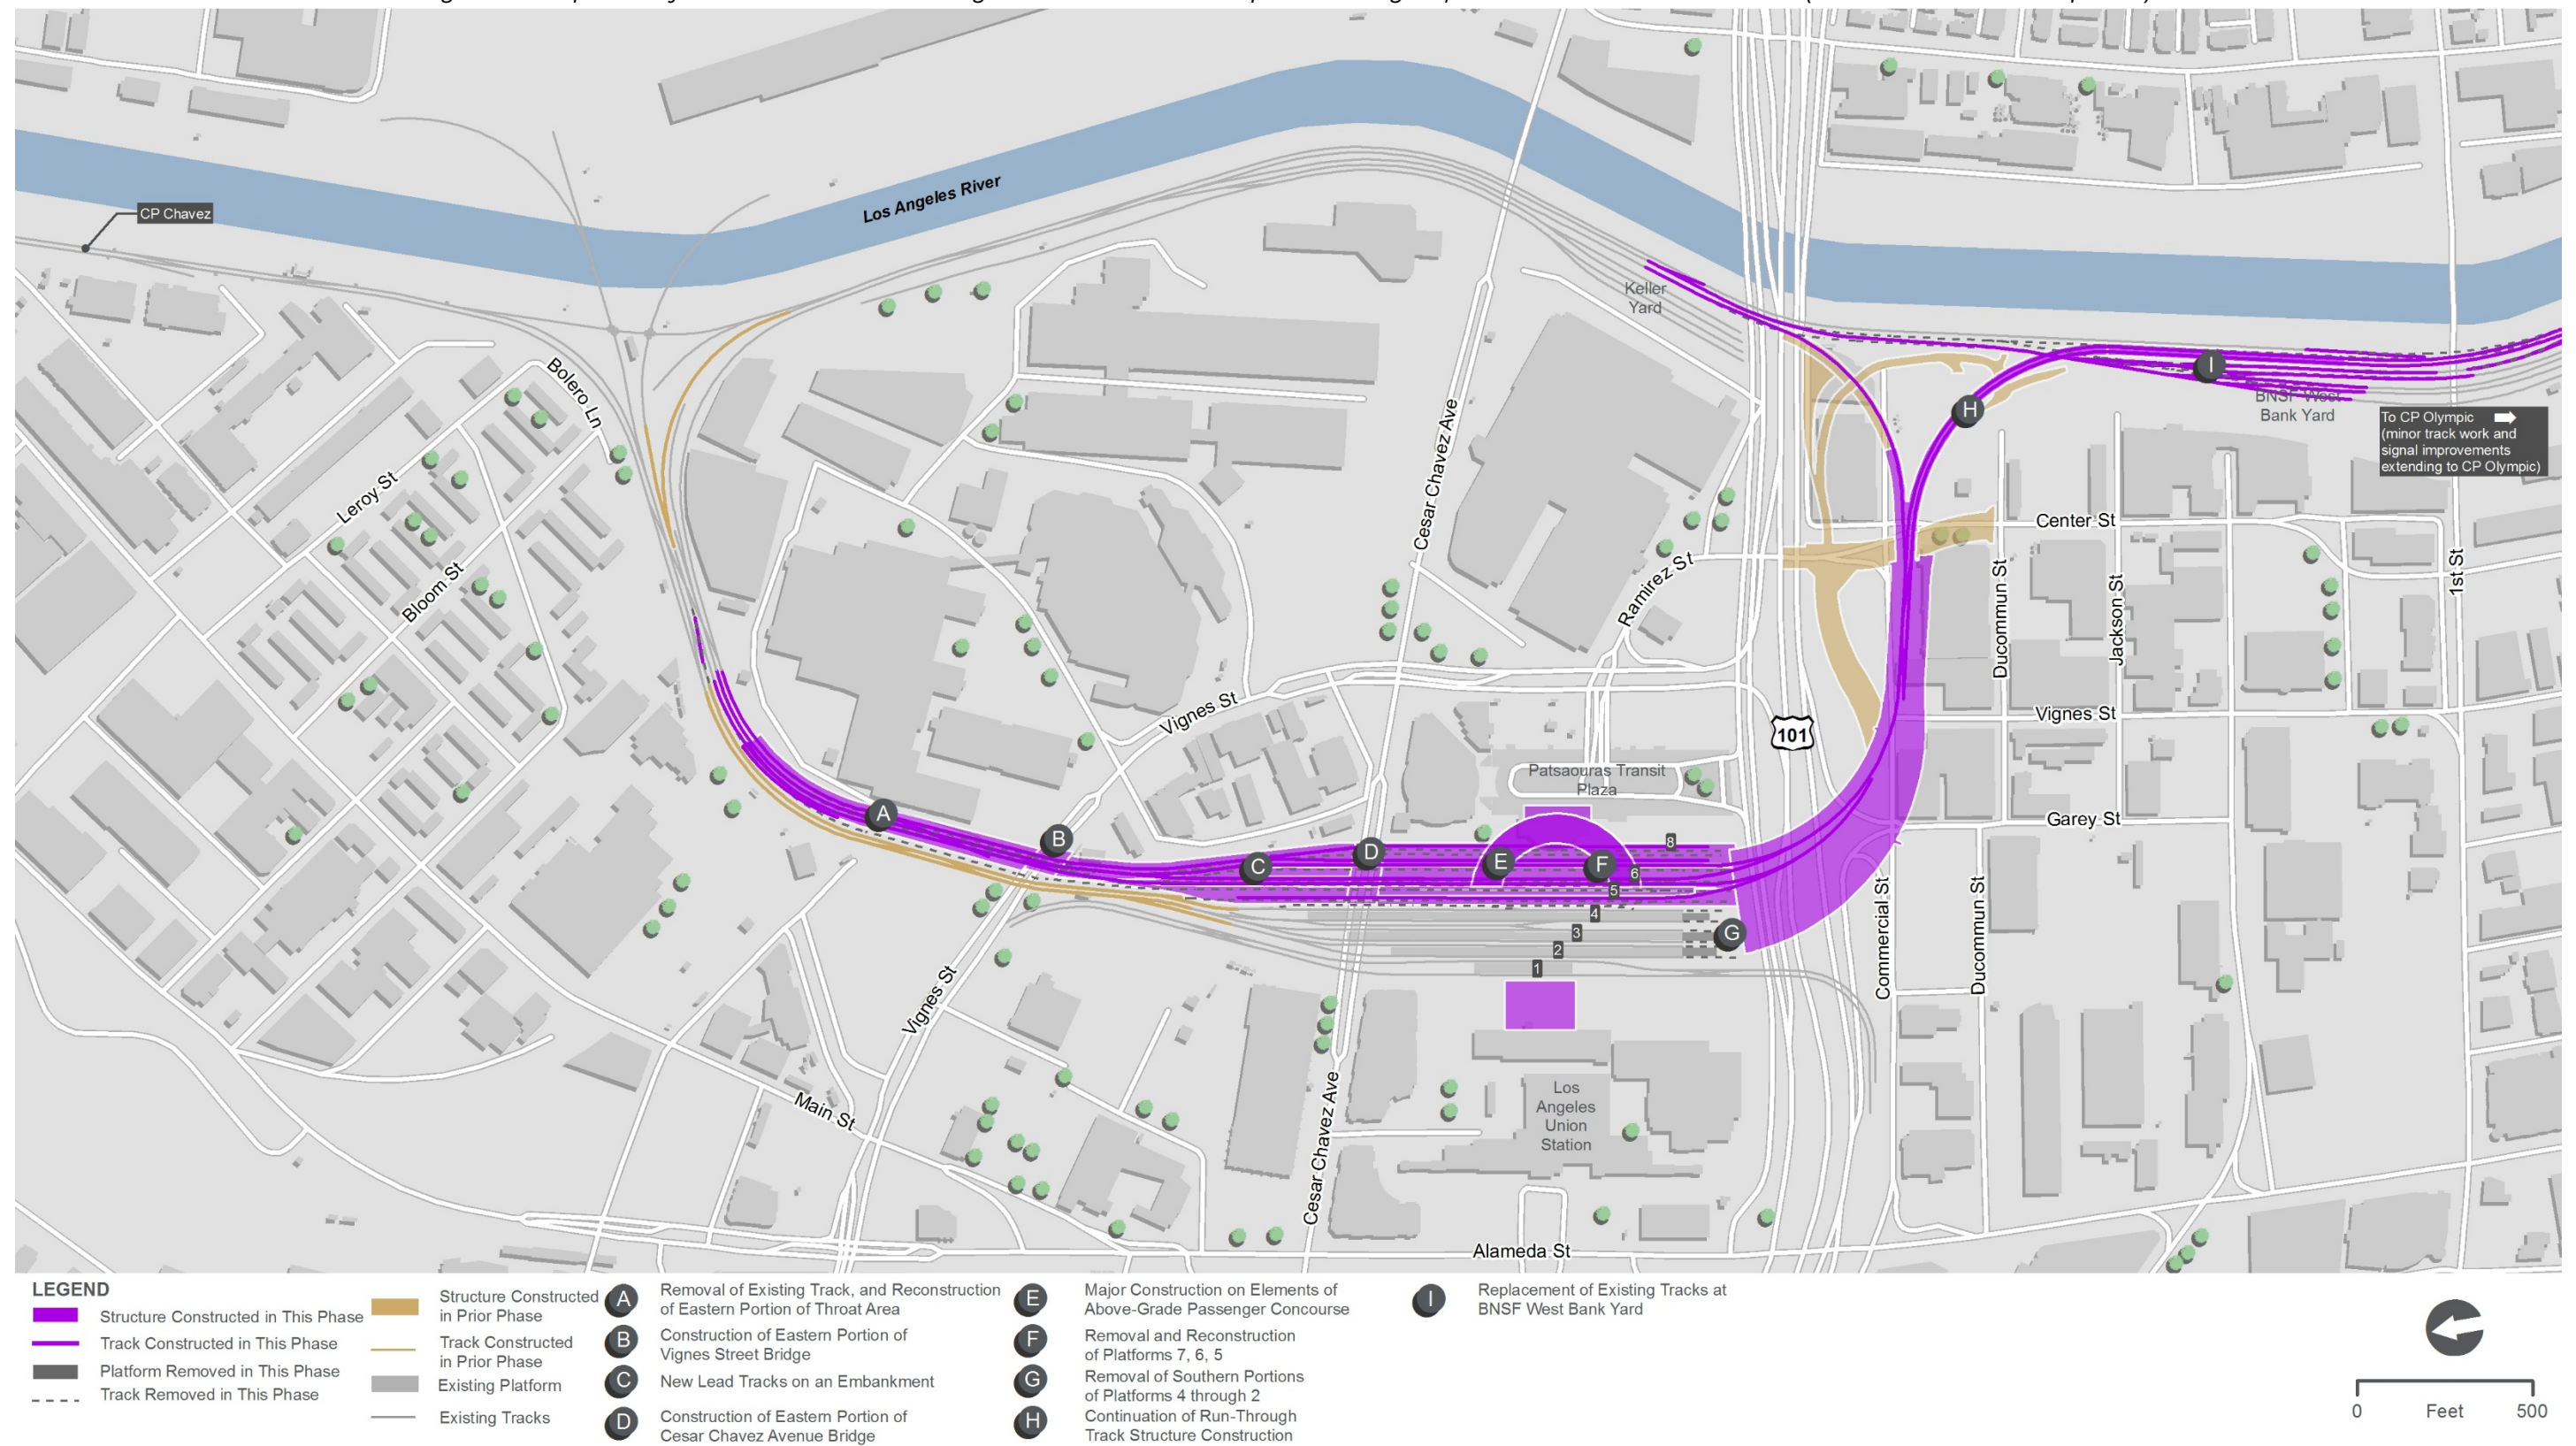 CP Chavez
Los Angeles River
Keller
Yard
BNSF West
Bank Yard
To CP Olympic
(minor track work and
signal improvements
extending to CP Olympic)
Bolero Ln
Leroy St
Bloom St
Cesar Chavez Ave
Ramirez St
Center St
Ducommun St
Jackson St
1st St
Vignes St
Vignes St
101
Patsaouras Transit
Plaza
Garey St
I
H
A
B
C
D
E
F
G
8
6
5
4
3
2
1
Commercial St
Ducommun St
Vignes St
Main St
Cesar Chavez Ave
Los
Angeles
Union
Station
Alameda St
LEGEND
Structure Constructed in This Phase
Track Constructed in This Phase
Platform Removed in This Phase
Track Removed in This Phase
Structure Constructed
in Prior Phase
Track Constructed
in Prior Phase
Existing Platform
Existing Tracks
A
Removal of Existing Track, and Reconstruction
of Eastern Portion of Throat Area
B
Construction of Eastern Portion of
Vignes Street Bridge
C
New Lead Tracks on an Embankment
D
Construction of Eastern Portion of
Cesar Chavez Avenue Bridge
E
Major Construction on Elements of
Above-Grade Passenger Concourse
F
Removal and Reconstruction
of Platforms 7, 6, 5
G
Removal of Southern Portions
of Platforms 4 through 2
H
Continuation of Run-Through
Track Structure Construction
I
Replacement of Existing Tracks at
BNSF West Bank Yard
0 Feet 500